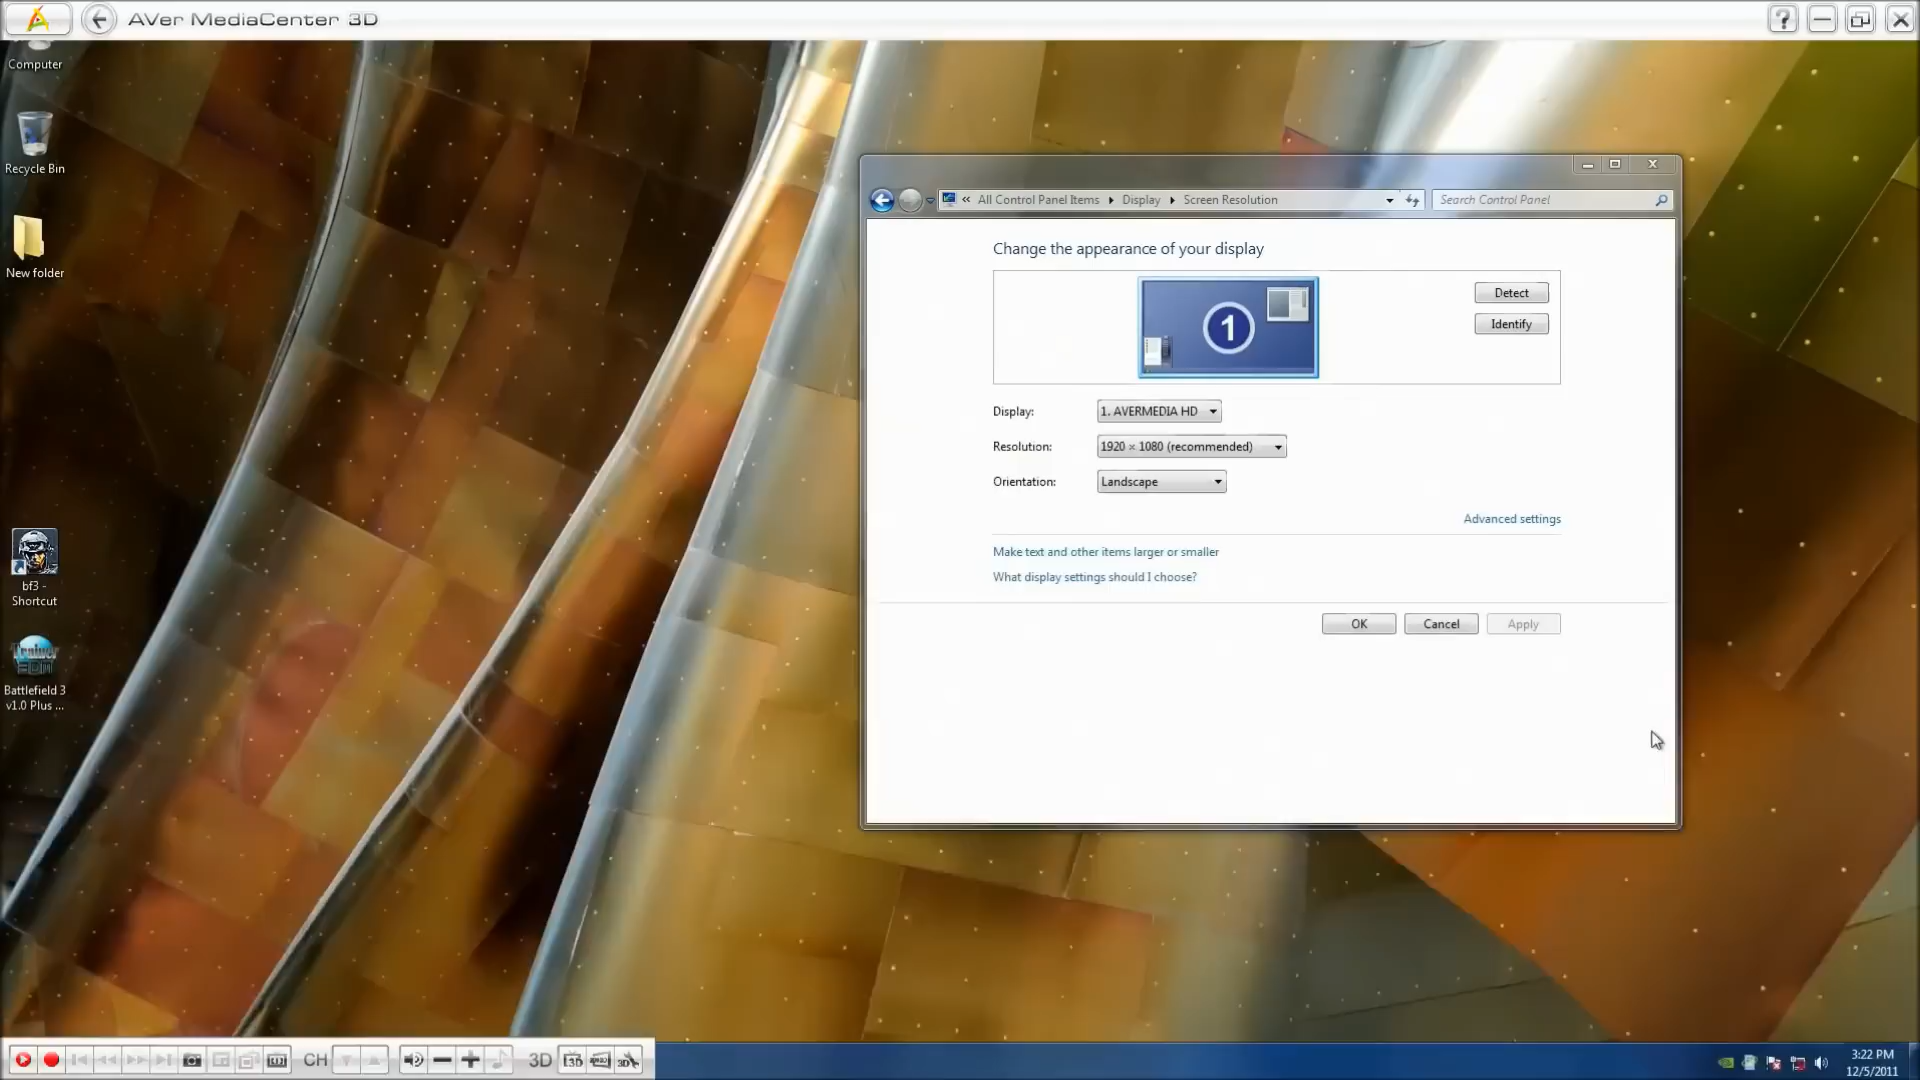 AVer MediaCenter 3D
Computer
Recycle Bin
New folder
bf3 -
Shortcut
Trainer
Battlefield 3
v1.0 Plus ...
« All Control Panel Items ▸ Display ▸ Screen Resolution
Search Control Panel
Change the appearance of your display
1
Detect
Identify
Display: 1. AVERMEDIA HD
Resolution: 1920 × 1080 (recommended)
Orientation: Landscape
Advanced settings
Make text and other items larger or smaller
What display settings should I choose?
OK Cancel Apply
CH 3D
3:22 PM
12/5/2011